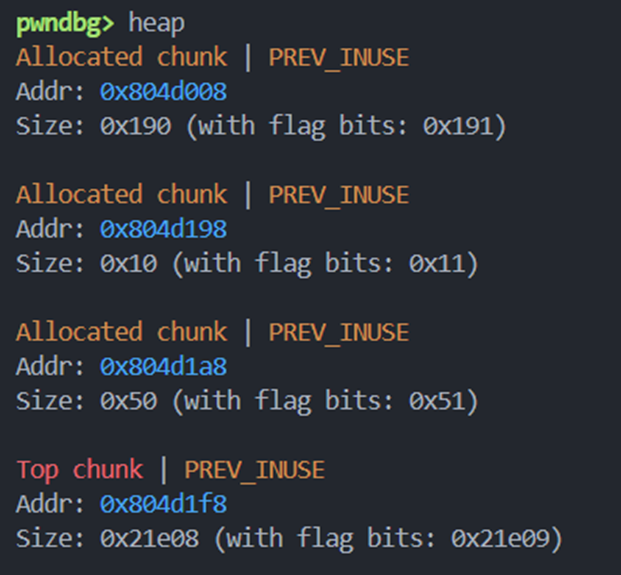 pwndbg> heap
Allocated chunk | PREV_INUSE
Addr: 0x804d008
Size: 0x190 (with flag bits: 0x191)
Allocated chunk | PREV_INUSE
Addr: 0x804d198
Size: 0x10 (with flag bits: 0x11)
Allocated chunk | PREV_INUSE
Addr: 0x804d1a8
Size: 0x50 (with flag bits: 0x51)
Top chunk | PREV_INUSE
Addr: 0x804d1f8
Size: 0x21e08 (with flag bits: 0x21e09)